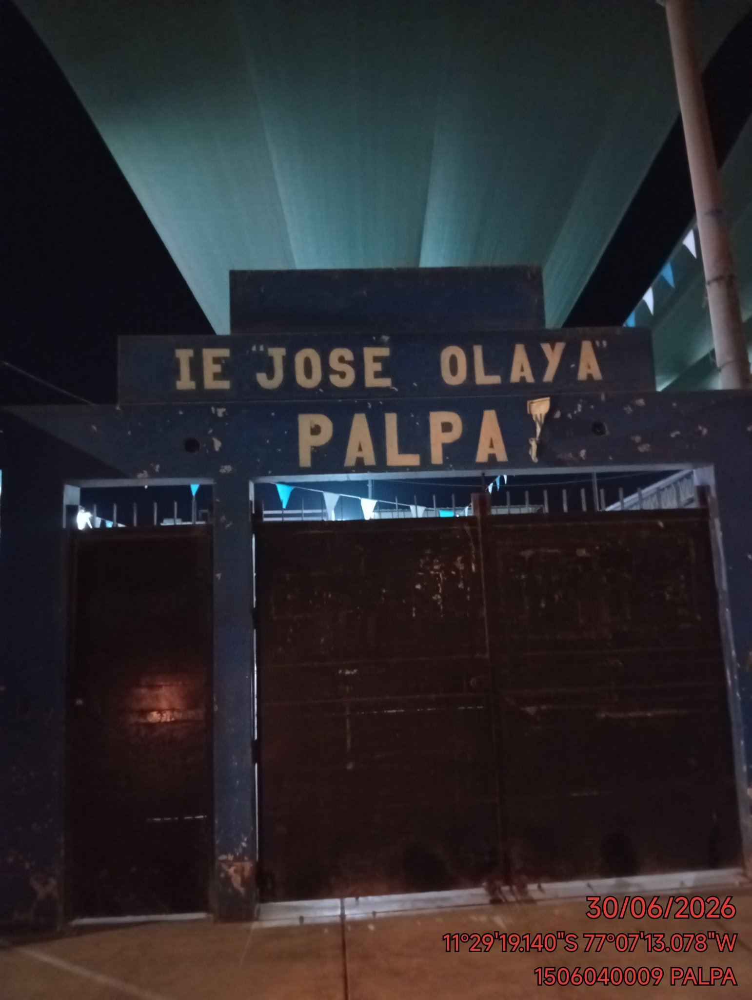 IE "JOSE OLAYA"
PALPA
30/06/2026
11°29'19.140"S 77°07'13.078"W
1506040009 PALPA